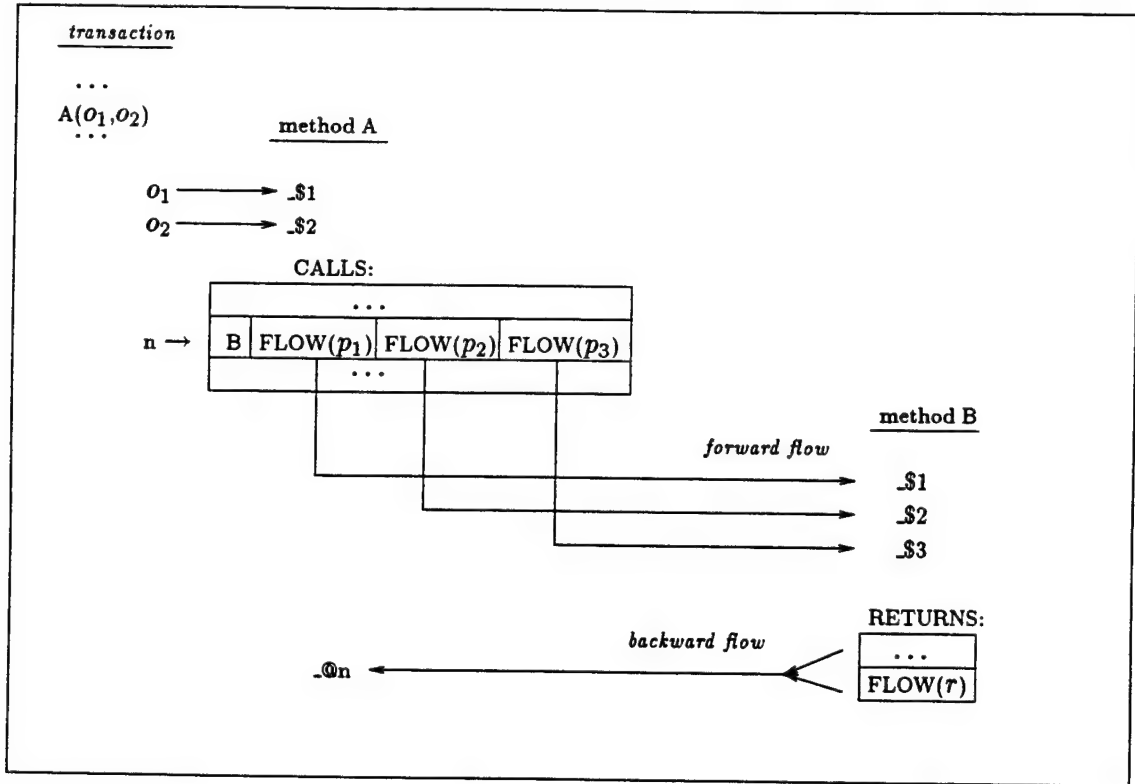 transaction
...
A(o₁,o₂)
...
method A
o₁ → _$1
o₂ → _$2
CALLS:
...
n → B FLOW(p₁) FLOW(p₂) FLOW(p₃)
...
method B
forward flow
_$1
_$2
_$3
RETURNS:
backward flow
...
_@n
FLOW(r)